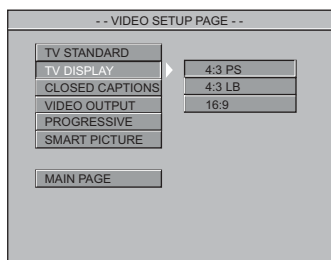 - - VIDEO SETUP PAGE - -
TV STANDARD
TV DISPLAY
CLOSED CAPTIONS
VIDEO OUTPUT
PROGRESSIVE
SMART PICTURE
MAIN PAGE
4:3 PS
4:3 LB
16:9